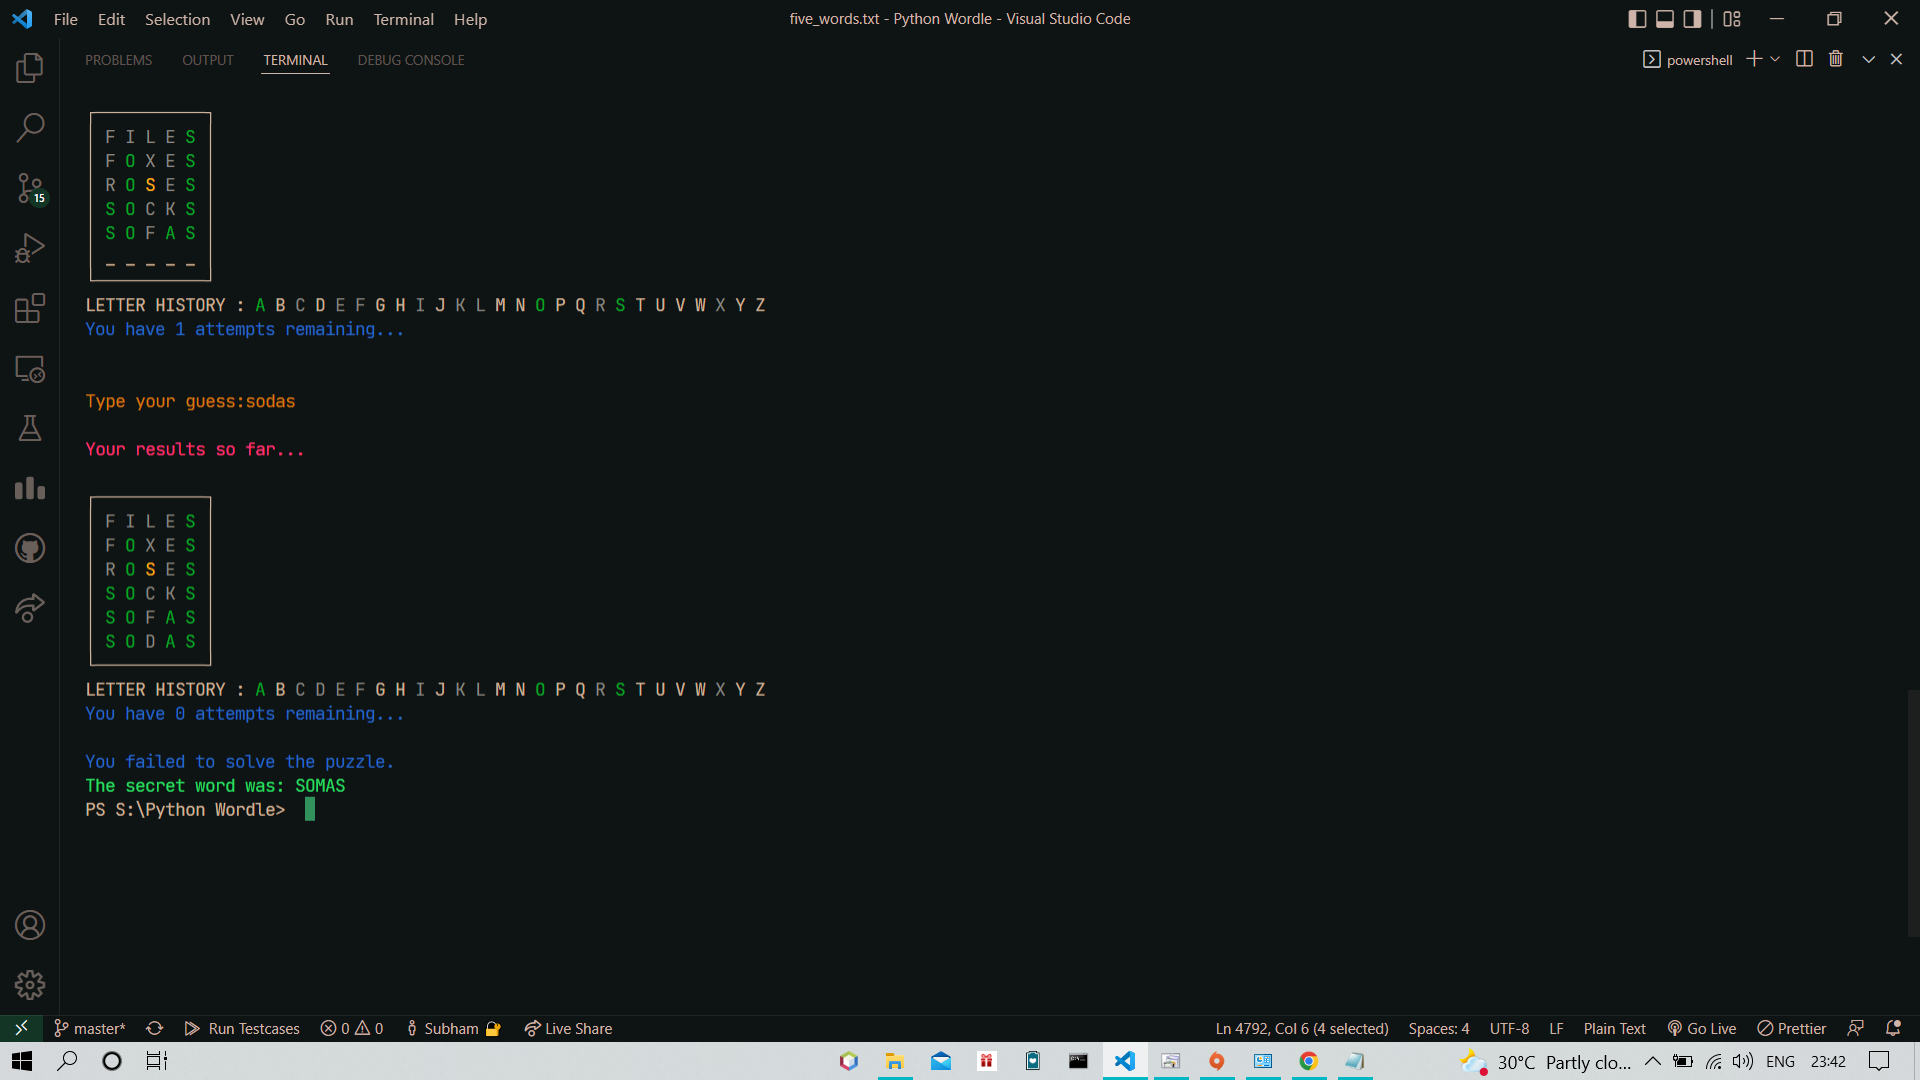 File Edit Selection View Go Run Terminal Help
five_words.txt - Python Wordle - Visual Studio Code
PROBLEMS OUTPUT TERMINAL DEBUG CONSOLE
powershell
15
F I L E S
F O X E S
R O S E S
S O C K S
S O F A S
_ _ _ _ _
LETTER HISTORY : A B C D E F G H I J K L M N O P Q R S T U V W X Y Z
You have 1 attempts remaining...
Type your guess:sodas
Your results so far...
F I L E S
F O X E S
R O S E S
S O C K S
S O F A S
S O D A S
LETTER HISTORY : A B C D E F G H I J K L M N O P Q R S T U V W X Y Z
You have 0 attempts remaining...
You failed to solve the puzzle.
The secret word was: SOMAS
PS S:\Python Wordle>
master* Run Testcases 0 0 Subham Live Share
Ln 4792, Col 6 (4 selected) Spaces: 4 UTF-8 LF Plain Text Go Live Prettier
30°C Partly clo... ENG 23:42